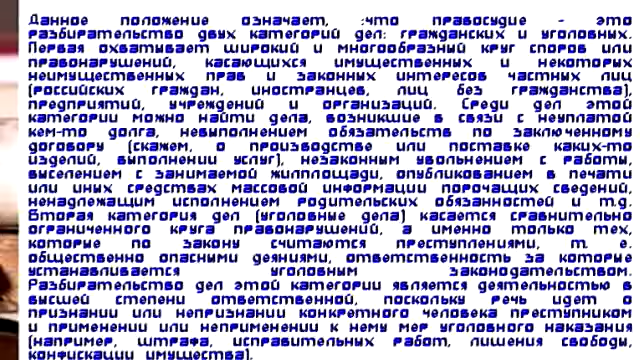 Данное положение означает, :что правосудие - это
разбирательство двух категорий дел: гражданских и уголовных.
Первая охватывает широкий и многообразный круг споров или
правонарушений, касающихся имущественных и некоторых
неимущественных прав и законных интересов частных лиц
(российских граждан, иностранцев, лиц без гражданства),
предприятий, учреждений и организаций. Среди дел этой
категории можно найти дела, возникшие в связи с неуплатой
кем-то долга, невыполнением обязательств по заключенному
договору (скажем, о производстве или поставке каких-то
изделий, выполнении услуг), незаконным увольнением с работы,
выселением с занимаемой жилплощади, опубликованием в печати
или иных средствах массовой информации порочащих сведений,
ненадлежащим исполнением родительских обязанностей и т.д.
Вторая категория дел (уголовные дела) касается сравнительно
ограниченного круга правонарушений, а именно только тех,
которые по закону считаются преступлениями, т. е.
общественно опасными деяниями, ответственность за которые
устанавливается уголовным законодательством.
Разбирательство дел этой категории является деятельностью в
высшей степени ответственной, поскольку речь идет о
признании или непризнании конкретного человека преступником
и применении или неприменении к нему мер уголовного наказания
(например, штрафа, исправительных работ, лишения свободы,
конфискации имущества).